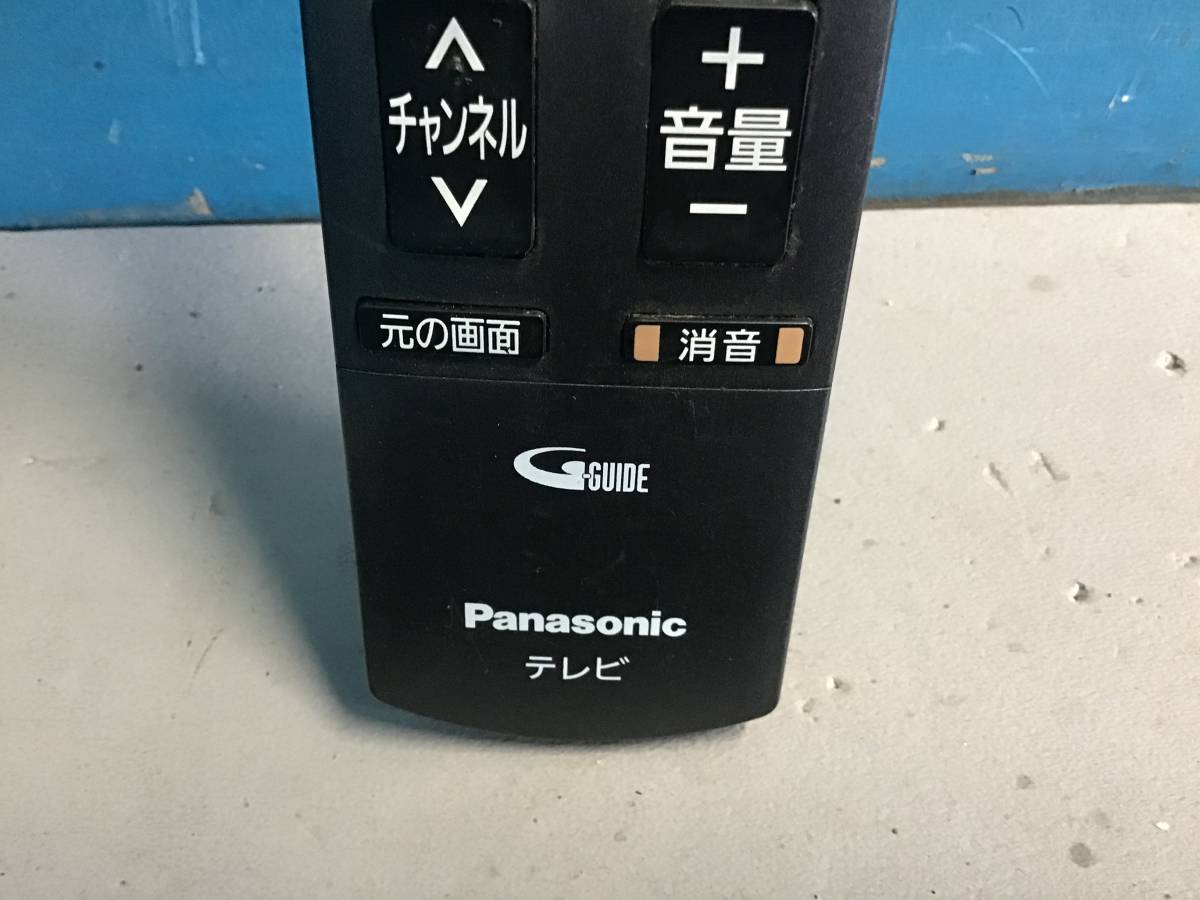 チャンネル
+
音量
−
元の画面
消音
G-GUIDE
Panasonic
テレビ